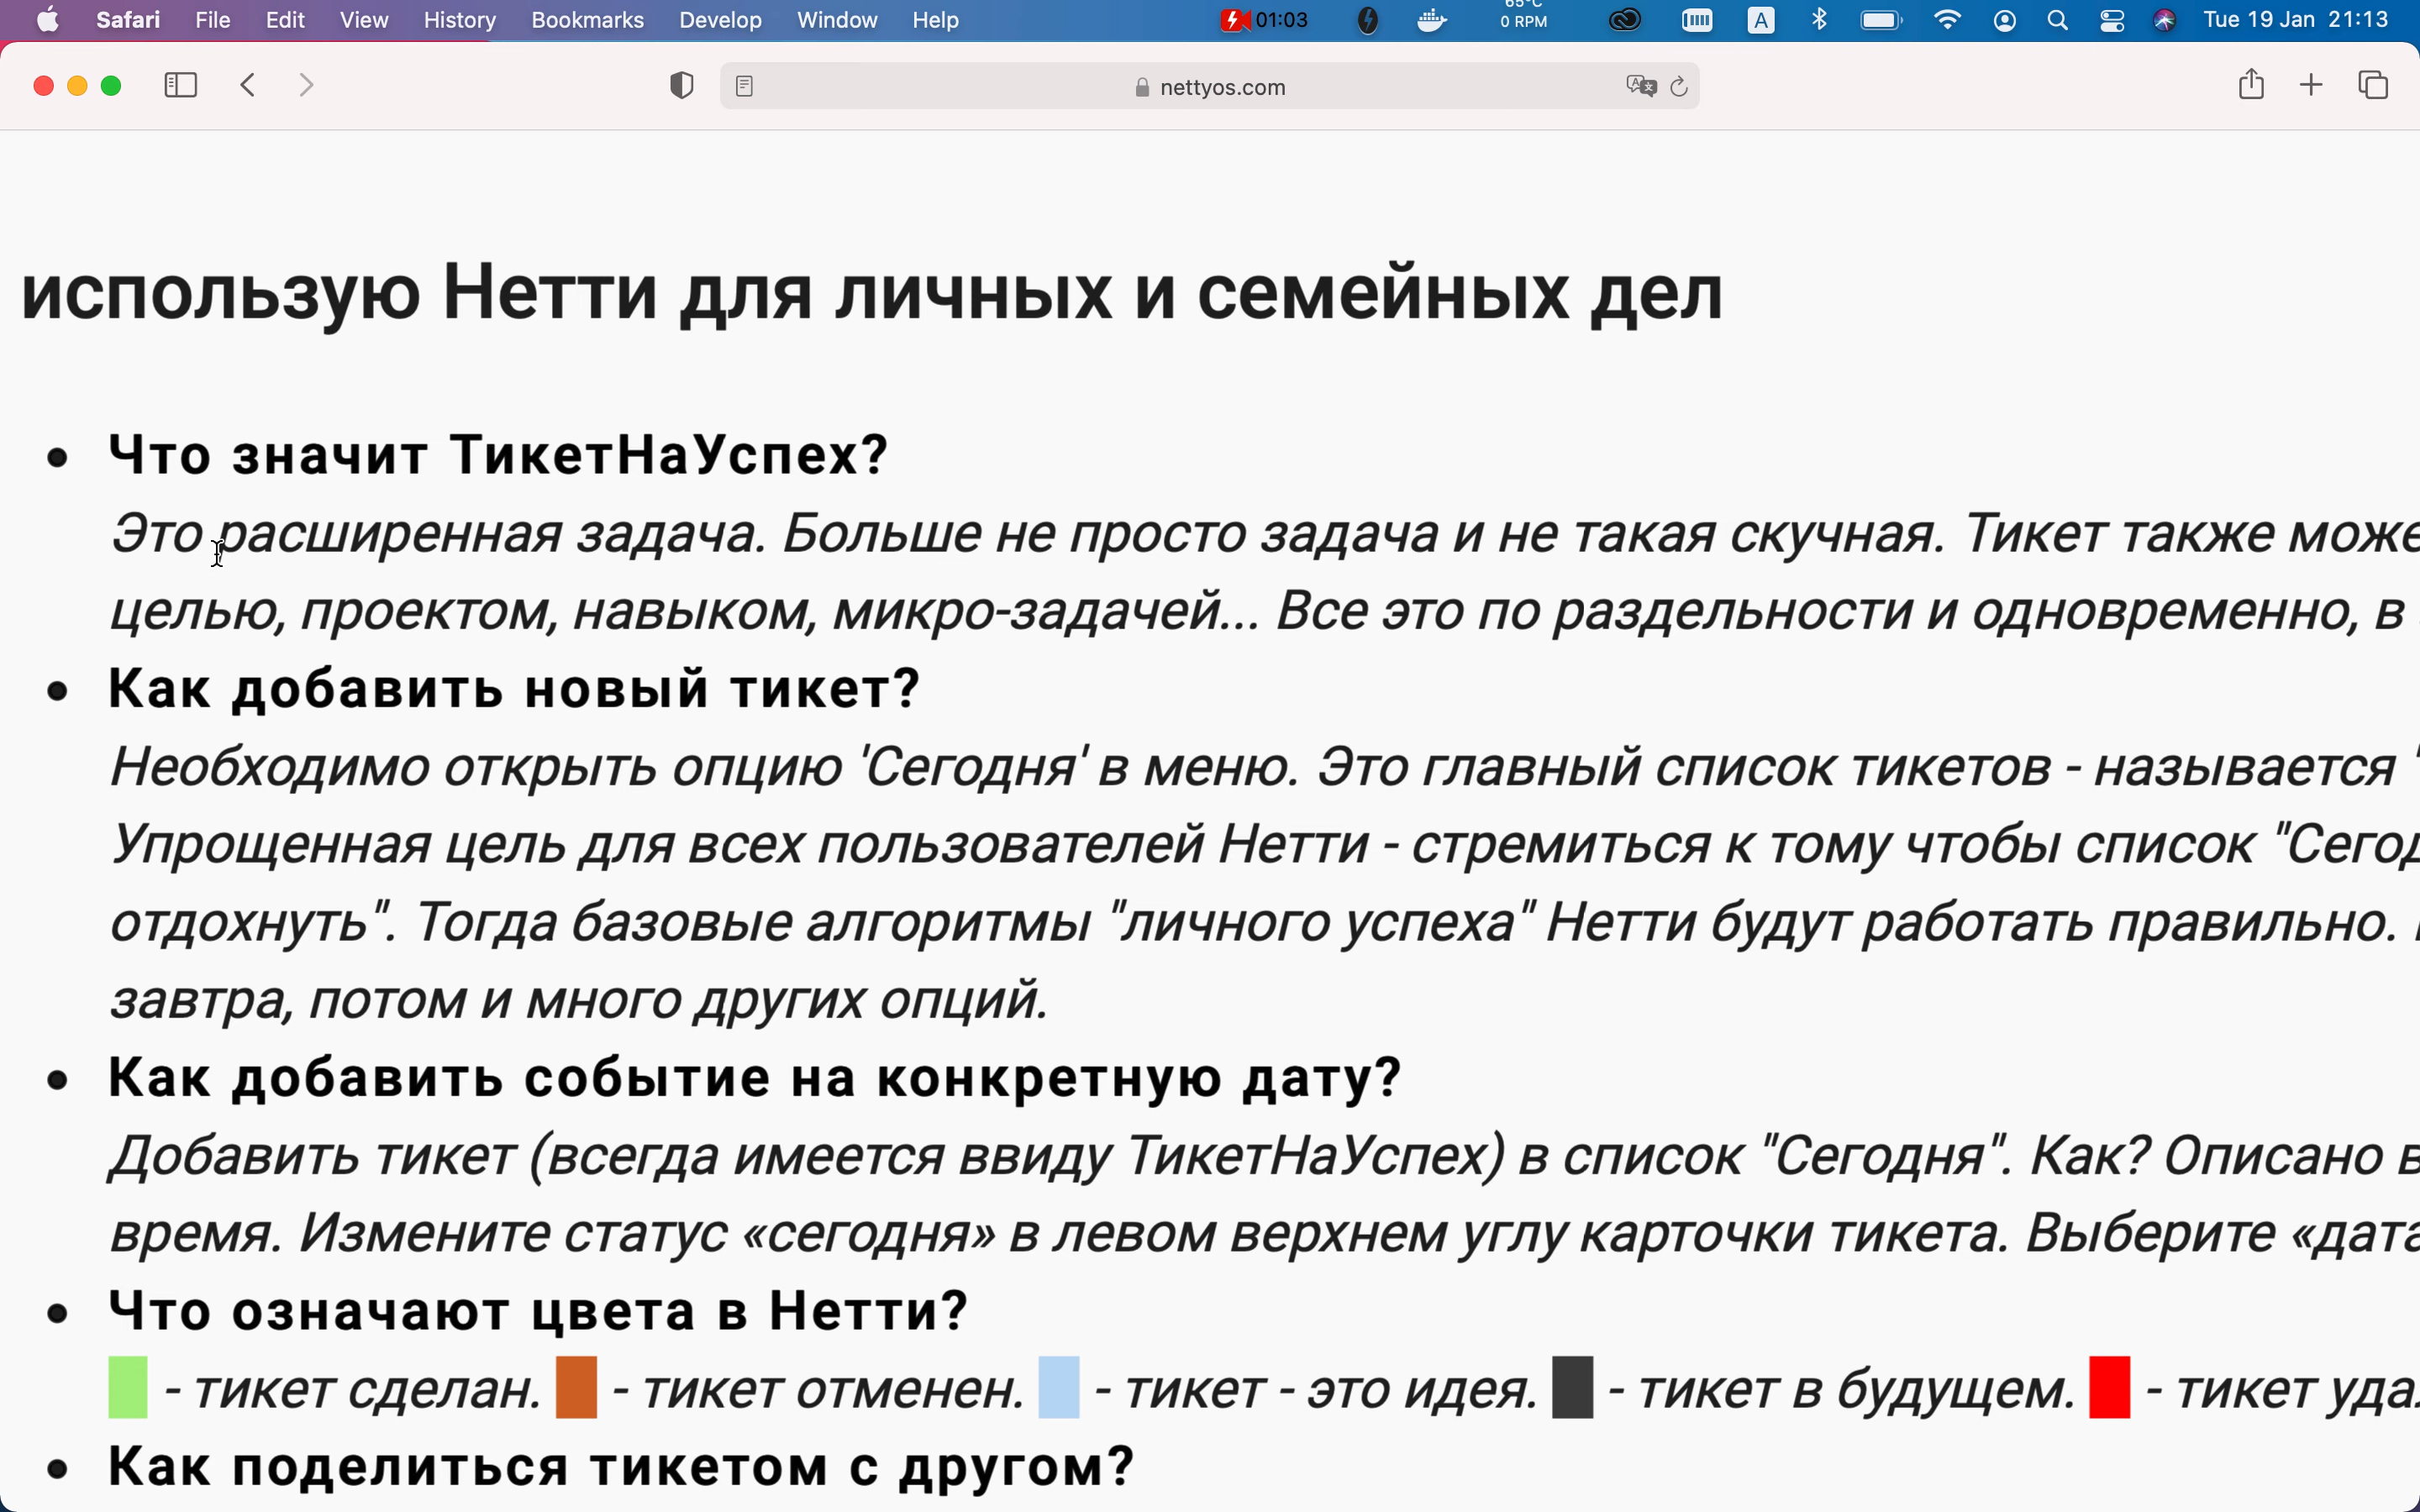 Safari File Edit View History Bookmarks Develop Window Help 01:03 0 RPM A Tue 19 Jan 21:13
nettyos.com
использую Нетти для личных и семейных дел
• Что значит ТикетНаУспех?
Это расширенная задача. Больше не просто задача и не такая скучная. Тикет также може
целью, проектом, навыком, микро-задачей... Все это по раздельности и одновременно, в
• Как добавить новый тикет?
Необходимо открыть опцию 'Сегодня' в меню. Это главный список тикетов - называется "
Упрощенная цель для всех пользователей Нетти - стремиться к тому чтобы список "Сегод
отдохнуть". Тогда базовые алгоритмы "личного успеха" Нетти будут работать правильно.
завтра, потом и много других опций.
• Как добавить событие на конкретную дату?
Добавить тикет (всегда имеется ввиду ТикетНаУспех) в список "Сегодня". Как? Описано в
время. Измените статус «сегодня» в левом верхнем углу карточки тикета. Выберите «дата
• Что означают цвета в Нетти?
- тикет сделан. - тикет отменен. - тикет - это идея. - тикет в будущем. - тикет уда
• Как поделиться тикетом с другом?